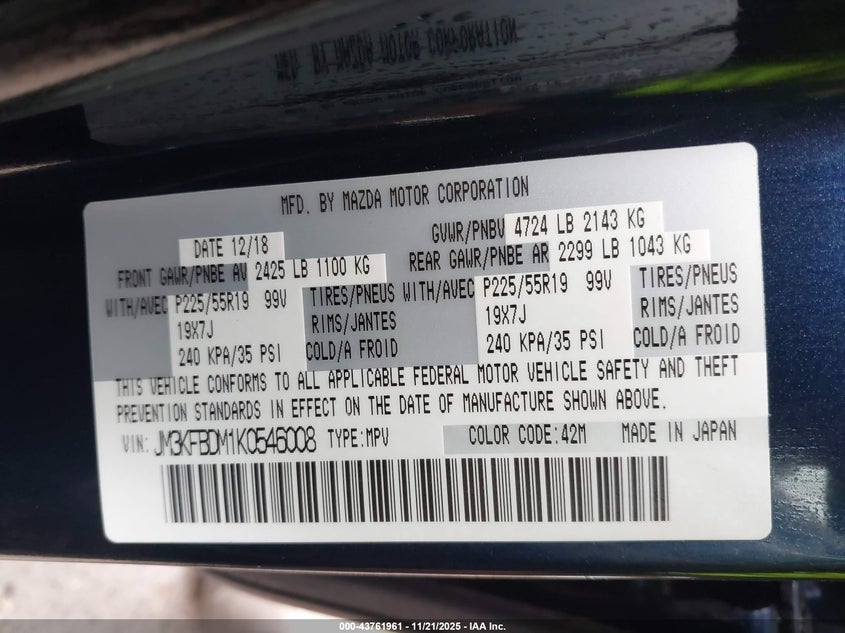 MFD. BY MAZDA MOTOR CORPORATION
DATE 12/18
GVWR/PNBV 4724 LB 2143 KG
FRONT GAWR/PNBE AV 2425 LB 1100 KG
REAR GAWR/PNBE AR 2299 LB 1043 KG
WITH/AVEC P225/55R19 99V TIRES/PNEUS
19X7J RIMS/JANTES
240 KPA/35 PSI COLD/A FROID
WITH/AVEC P225/55R19 99V TIRES/PNEUS
19X7J RIMS/JANTES
240 KPA/35 PSI COLD/A FROID
THIS VEHICLE CONFORMS TO ALL APPLICABLE FEDERAL MOTOR VEHICLE SAFETY AND THEFT
PREVENTION STANDARDS IN EFFECT ON THE DATE OF MANUFACTURE SHOWN ABOVE.
VIN: JM3KFBDM1K0546008 TYPE:MPV COLOR CODE:42M MADE IN JAPAN
000-43761961 - 11/21/2025 - IAA Inc.